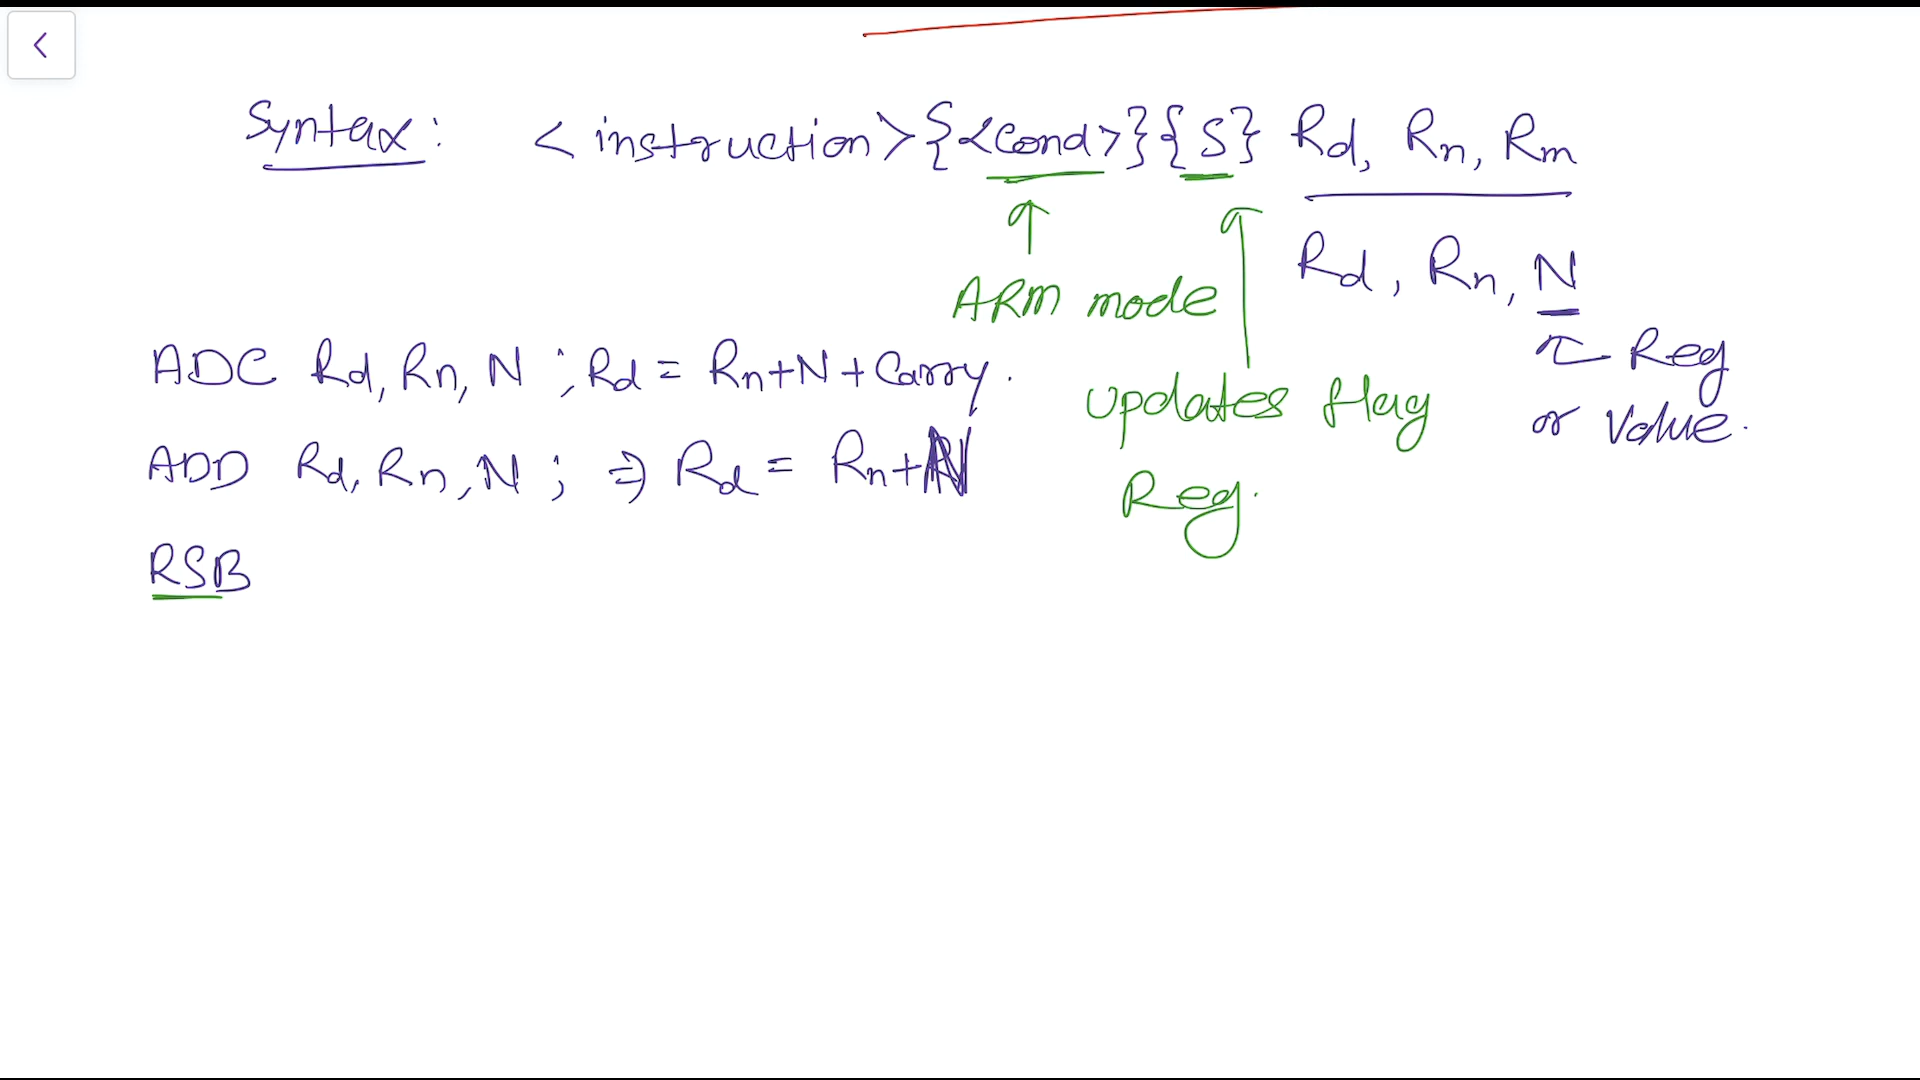 Syntax: <instruction>{<Cond>}{S} Rd, Rn, Rm
Rd, Rn, N
ARM mode
Reg
or Value.
ADC Rd, Rn, N ; Rd = Rn+N+Carry.
updates flag
Reg.
ADD Rd, Rn, N ; ⇒ Rd = Rn+N
RSB